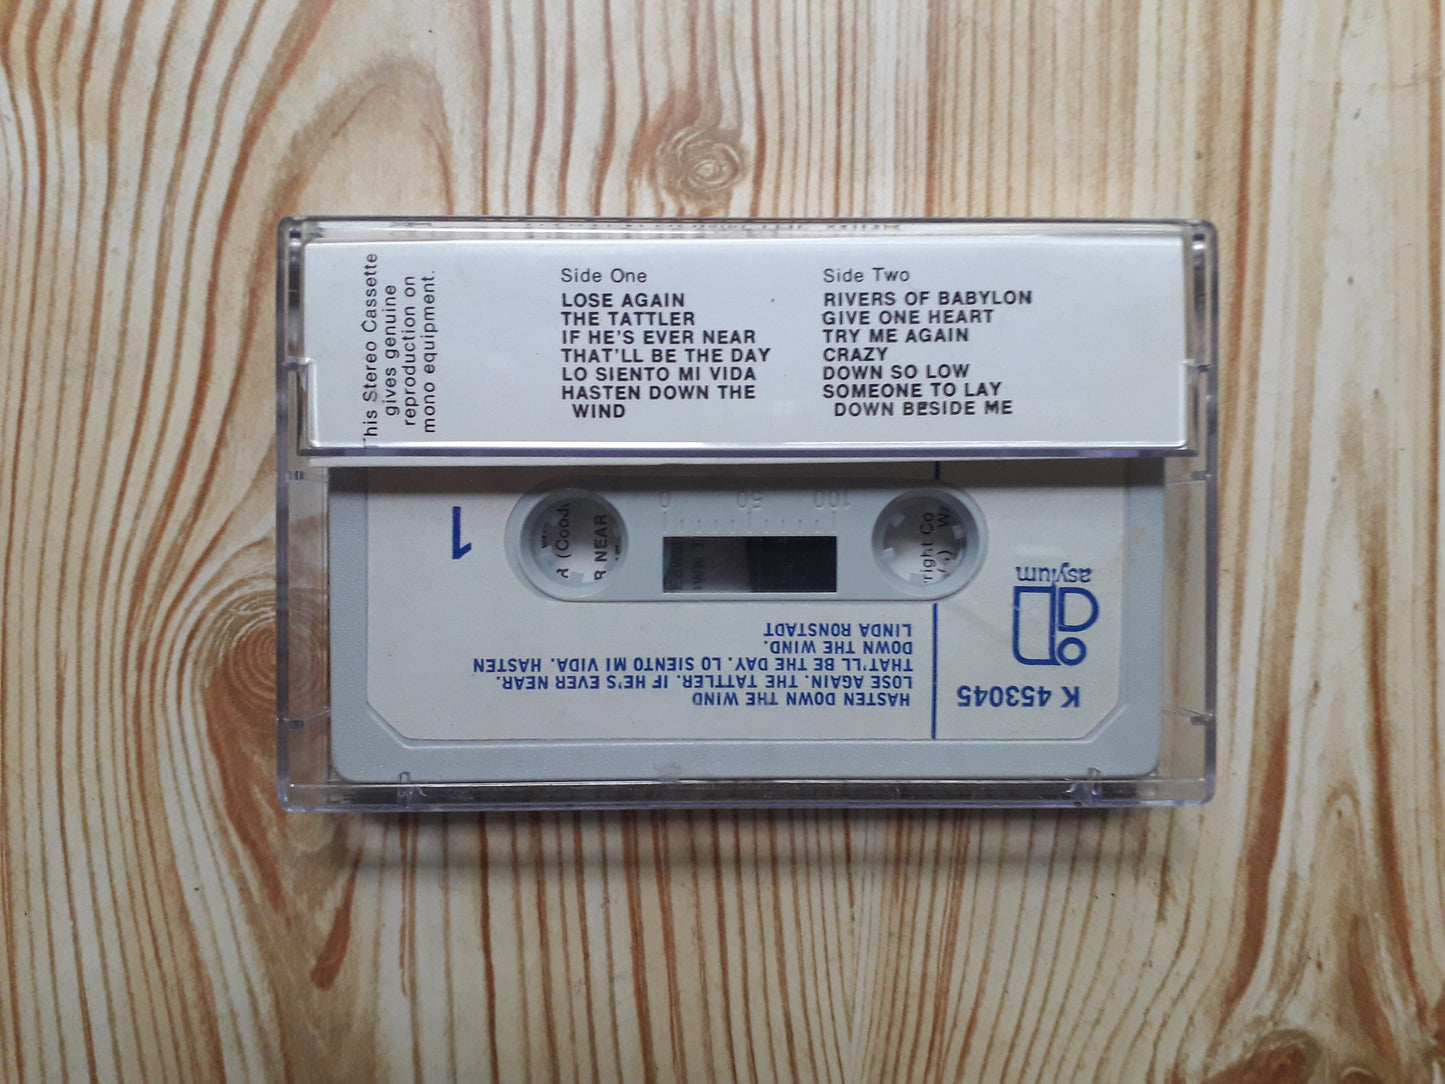 This Stereo Cassette
gives genuine
reproduction on
mono equipment.
Side One
LOSE AGAIN
THE TATTLER
IF HE'S EVER NEAR
THAT'LL BE THE DAY
LO SIENTO MI VIDA
HASTEN DOWN THE
WIND
Side Two
RIVERS OF BABYLON
GIVE ONE HEART
TRY ME AGAIN
CRAZY
DOWN SO LOW
SOMEONE TO LAY
DOWN BESIDE ME
K 453045
asylum
HASTEN DOWN THE WIND
LOSE AGAIN. THE TATTLER. IF HE'S EVER NEAR.
THAT'LL BE THE DAY. LO SIENTO MI VIDA. HASTEN
DOWN THE WIND.
LINDA RONSTADT
100 50 0
1
NEAR